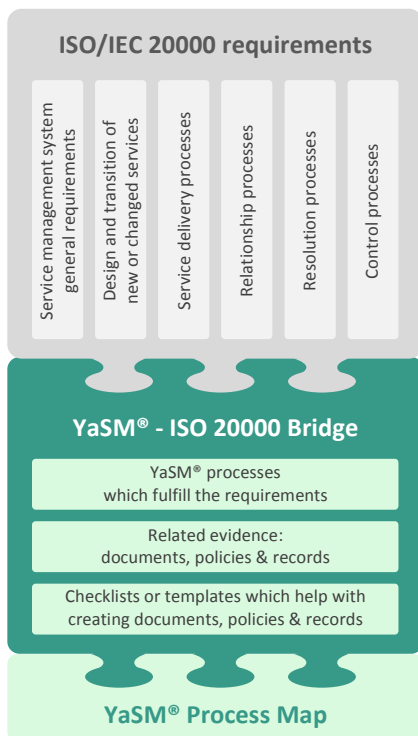 ISO/IEC 20000 requirements
Service management system
general requirements
Design and transition of
new or changed services
Service delivery processes
Relationship processes
Resolution processes
Control processes
YaSM® - ISO 20000 Bridge
YaSM® processes
which fulfill the requirements
Related evidence:
documents, policies & records
Checklists or templates which help with
creating documents, policies & records
YaSM® Process Map